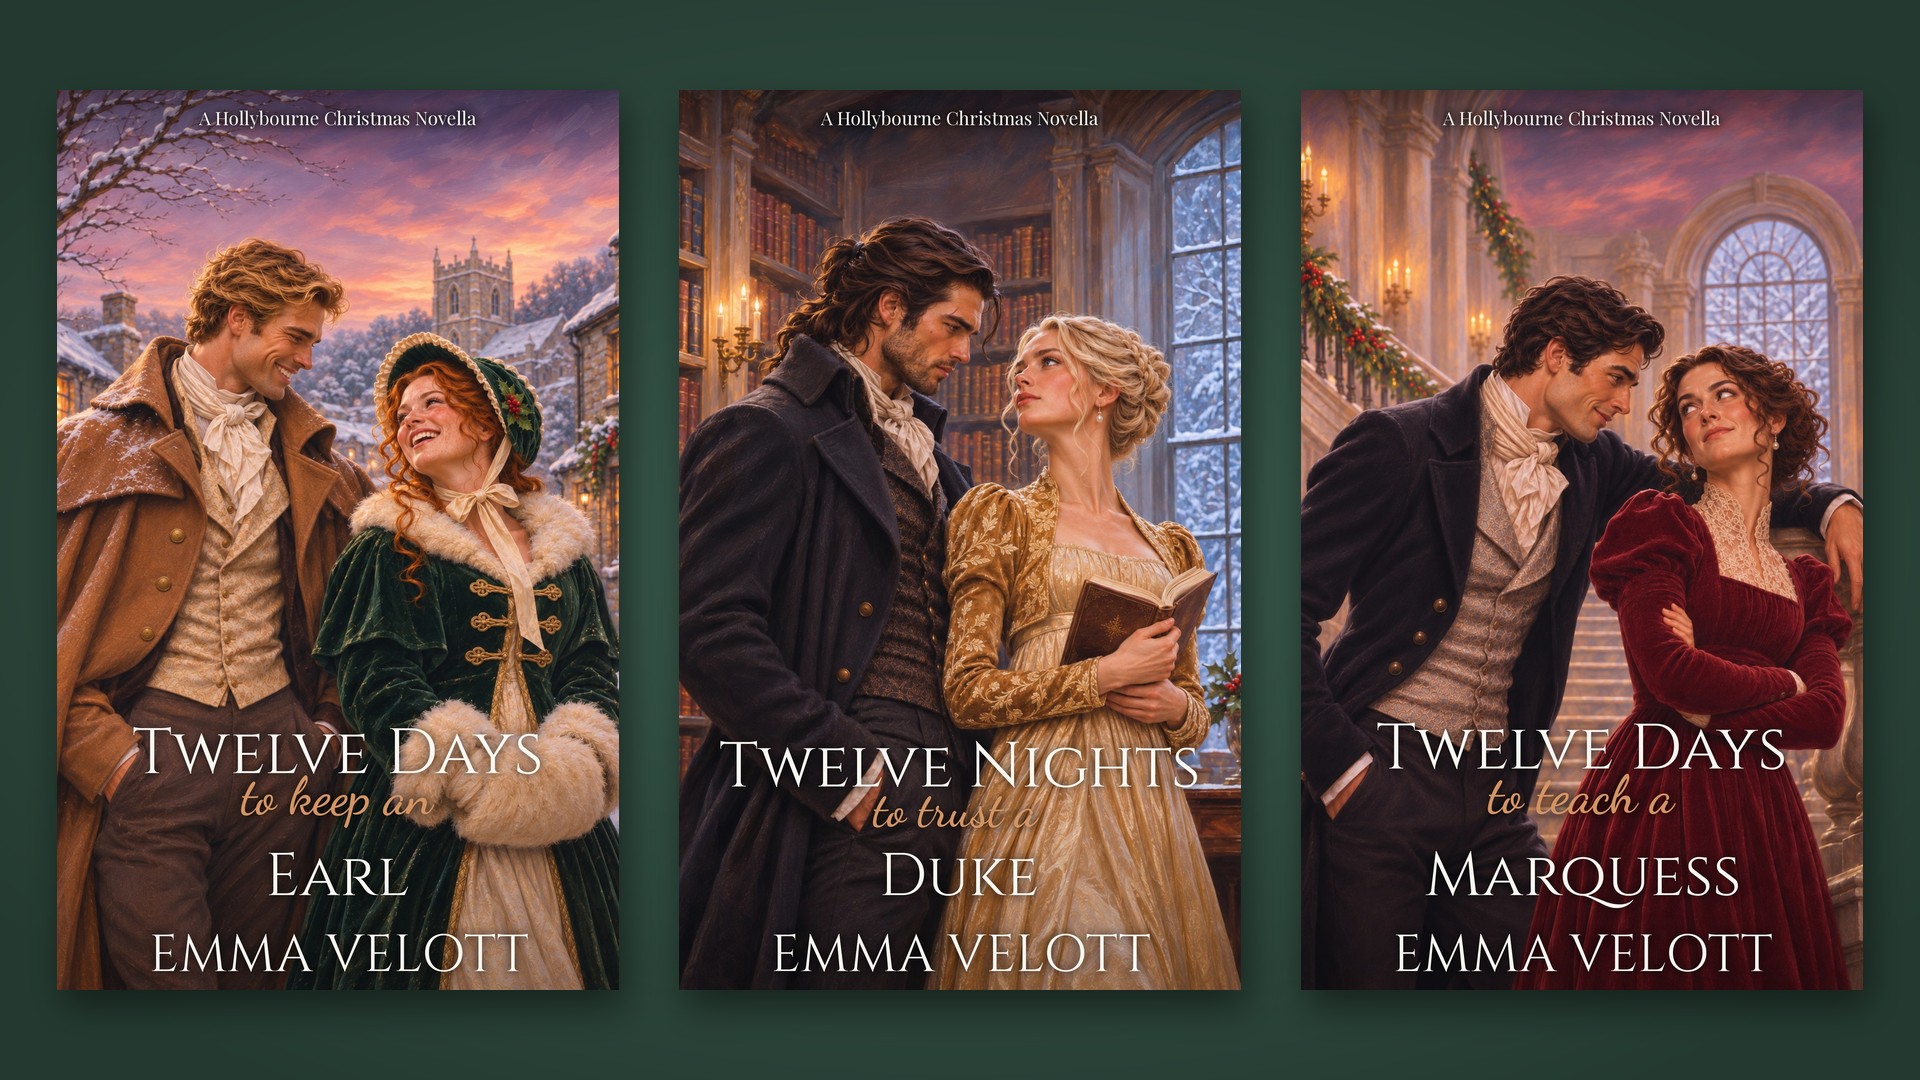 A Hollybourne Christmas Novella
Twelve Days
to keep an
Earl
EMMA VELOTT
A Hollybourne Christmas Novella
Twelve Nights
to trust a
Duke
EMMA VELOTT
A Hollybourne Christmas Novella
Twelve Days
to teach a
Marquess
EMMA VELOTT